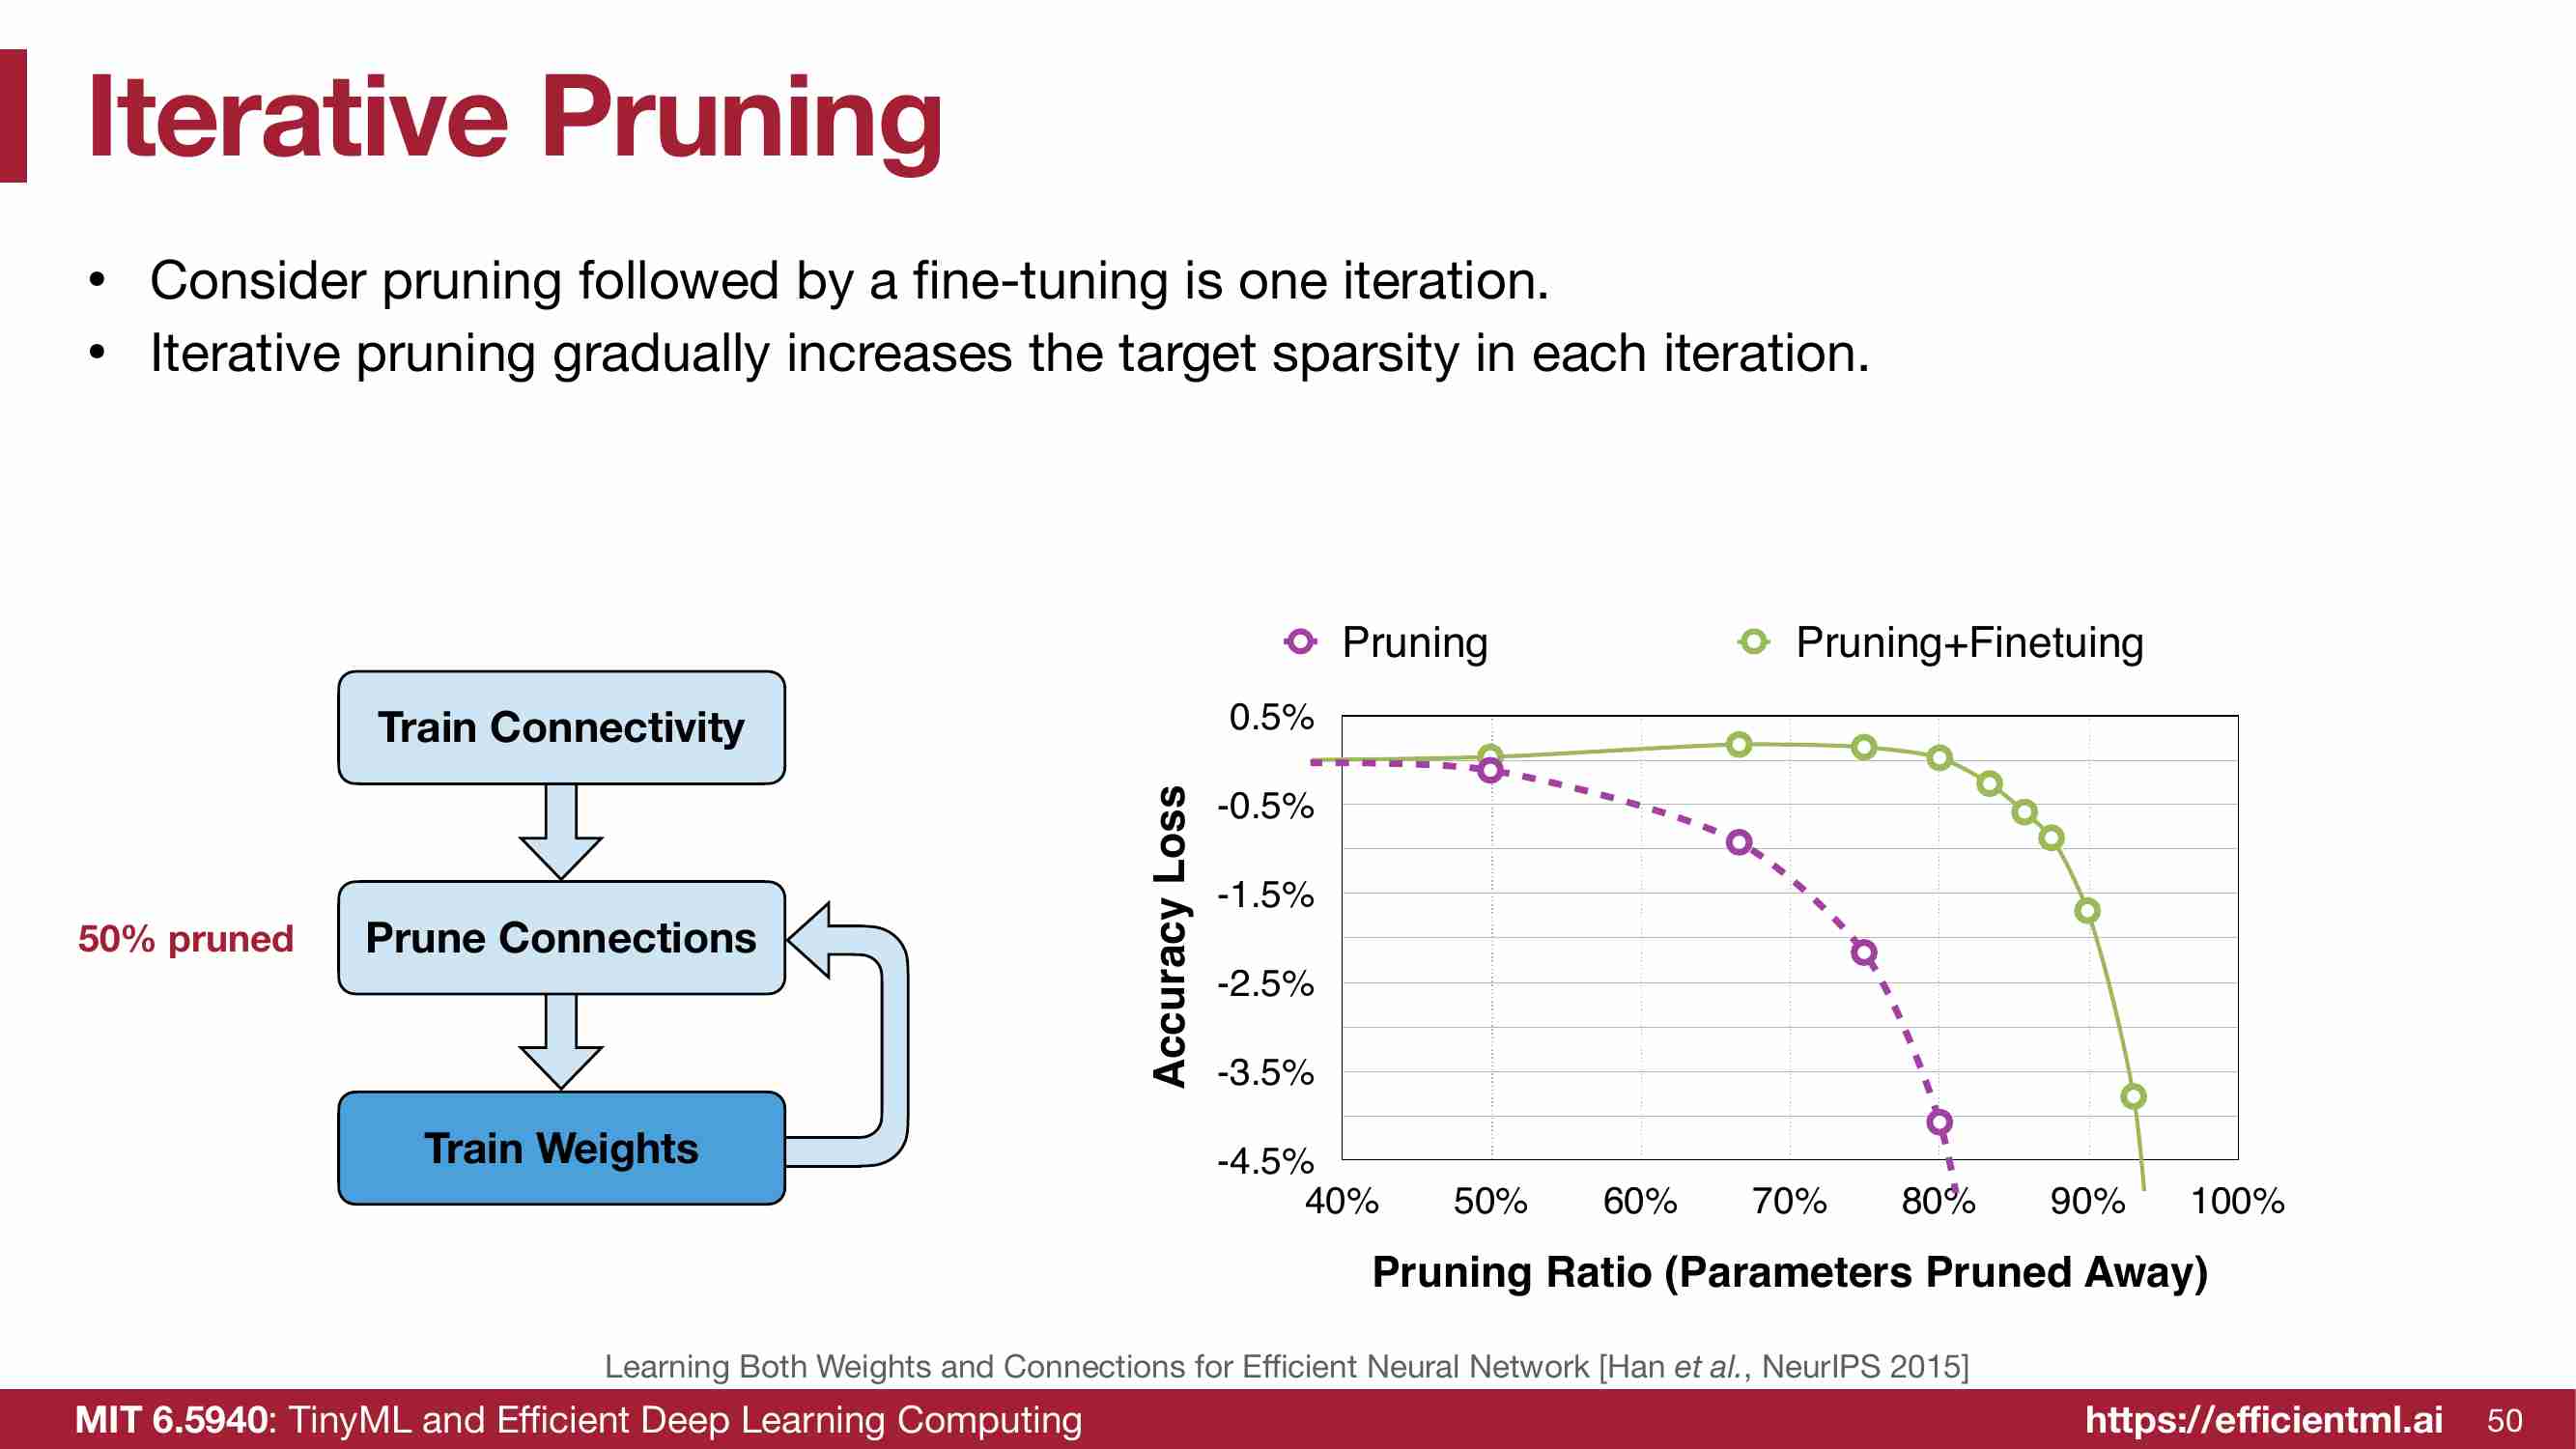 Iterative Pruning
• Consider pruning followed by a fine-tuning is one iteration.
• Iterative pruning gradually increases the target sparsity in each iteration.
Train Connectivity
50% pruned
Prune Connections
Train Weights
Pruning
Pruning+Finetuing
Accuracy Loss
0.5%
-0.5%
-1.5%
-2.5%
-3.5%
-4.5%
40% 50% 60% 70% 80% 90% 100%
Pruning Ratio (Parameters Pruned Away)
Learning Both Weights and Connections for Efficient Neural Network [Han et al., NeurIPS 2015]
MIT 6.5940: TinyML and Efficient Deep Learning Computing
https://efficientml.ai 50